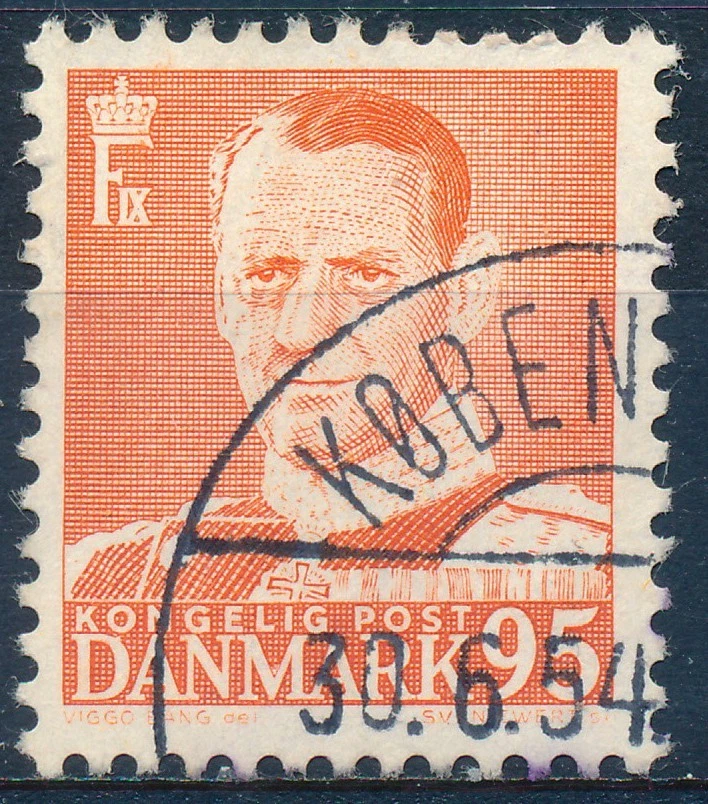 F IX
KØBEN
KONGELIG POST
DANMARK 95
30.6.54
VIGGO BANG del